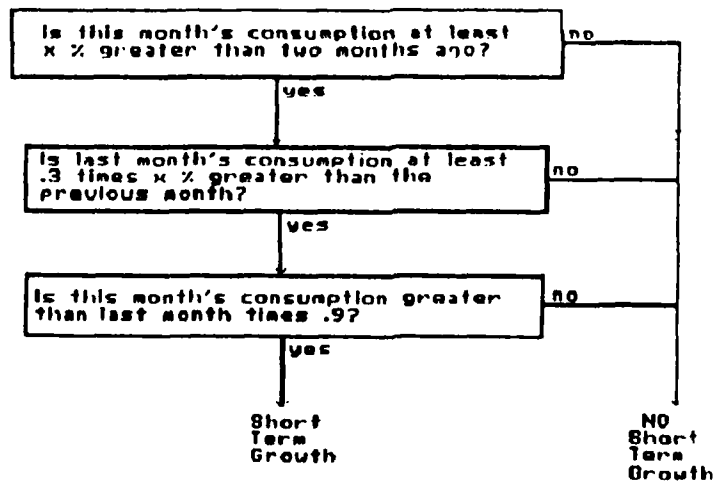 Is this month's consumption at least
x % greater than two months ago?
no
yes
Is last month's consumption at least
.3 times x % greater than the
previous month?
no
yes
Is this month's consumption greater
than last month times .9?
no
yes
Short
Term
Growth
NO
Short
Term
Growth